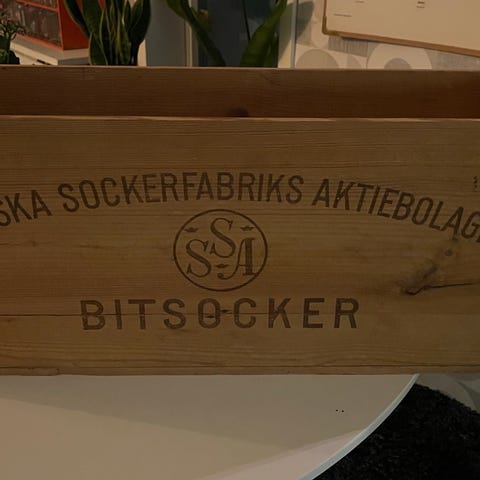 SKA SOCKERFABRIKS AKTIEBOLAG
SSA
BITSOCKER